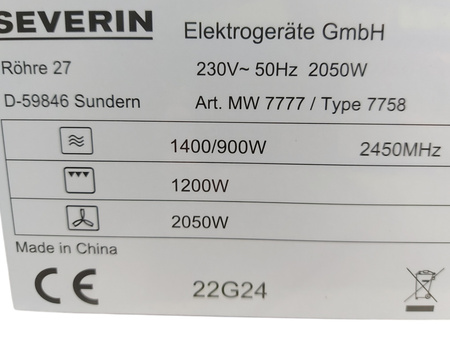 SEVERIN Elektrogeräte GmbH
Röhre 27 230V~ 50Hz 2050W
D-59846 Sundern Art. MW 7777 / Type 7758
1400/900W 2450MHz
1200W
2050W
Made in China
CE 22G24